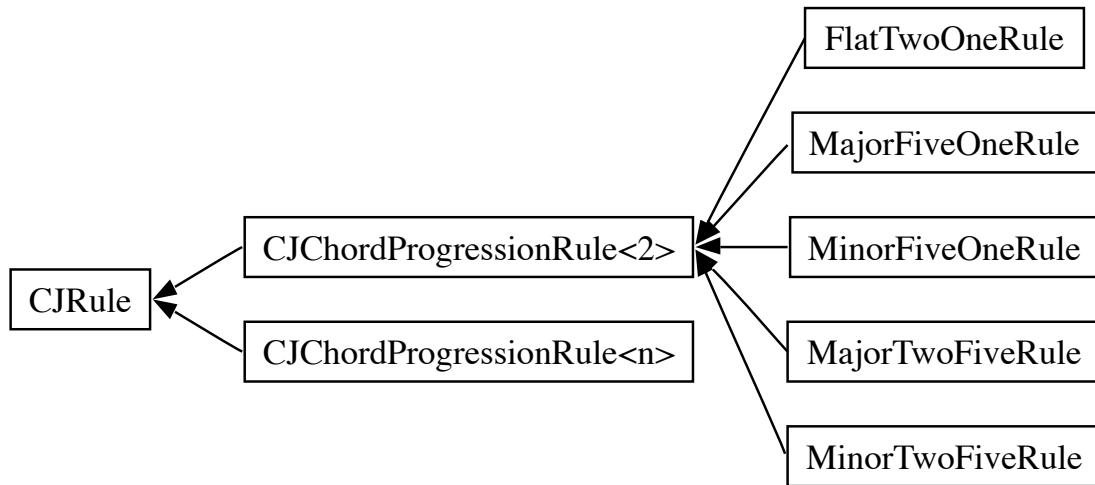 FlatTwoOneRule
MajorFiveOneRule
CJChordProgressionRule<2>
MinorFiveOneRule
CJRule
CJChordProgressionRule<n>
MajorTwoFiveRule
MinorTwoFiveRule